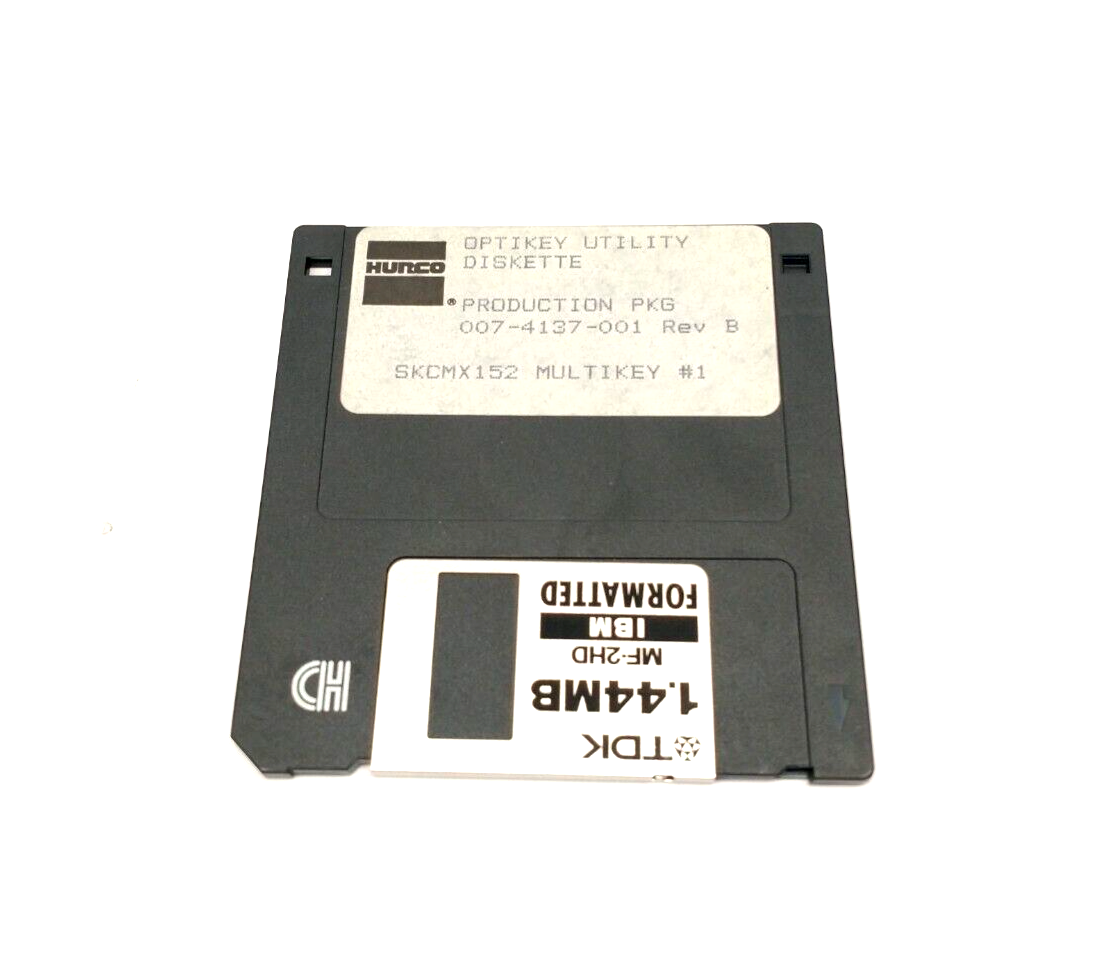 OPTIKEY UTILITY
DISKETTE
HURCO
® PRODUCTION PKG
007-4137-001 Rev B
SKCMX152 MULTIKEY #1
FORMATTED
IBM
MF-2HD
1.44MB
TDK
HD